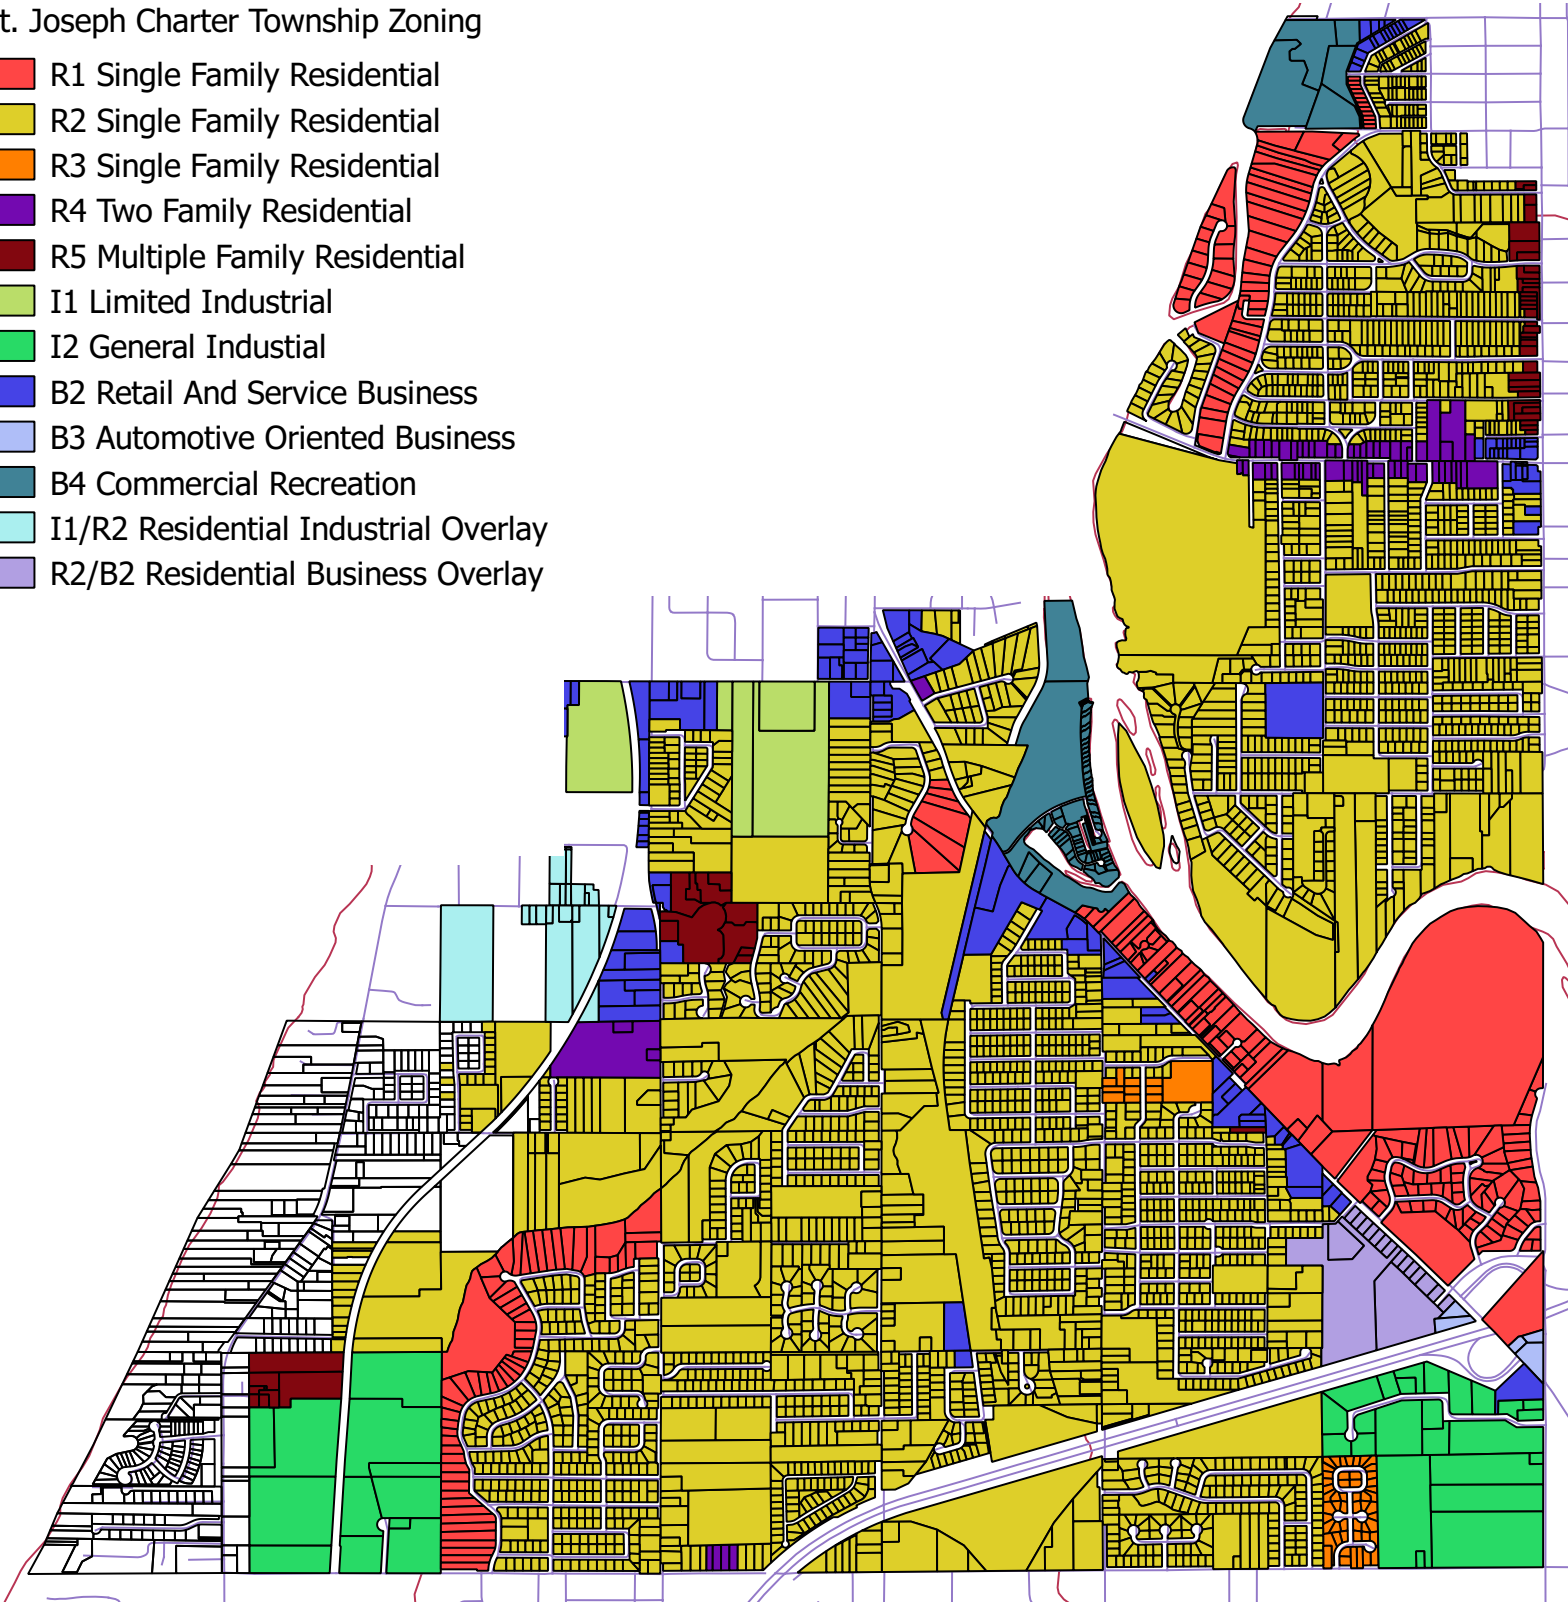 t. Joseph Charter Township Zoning
R1 Single Family Residential
R2 Single Family Residential
R3 Single Family Residential
R4 Two Family Residential
R5 Multiple Family Residential
I1 Limited Industrial
I2 General Industial
B2 Retail And Service Business
B3 Automotive Oriented Business
B4 Commercial Recreation
I1/R2 Residential Industrial Overlay
R2/B2 Residential Business Overlay